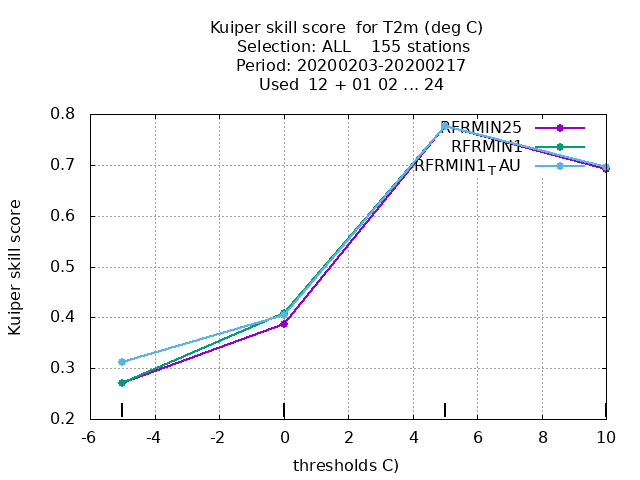 Kuiper skill score  for T2m (deg C)
Selection: ALL    155 stations
Period: 20200203-20200217
Used  12 + 01 02 ... 24
RFRMIN25
RFRMIN1
RFRMIN1TAU
0.8
0.7
0.6
0.5
0.4
0.3
0.2
Kuiper skill score
-6 -4 -2 0 2 4 6 8 10
thresholds C)